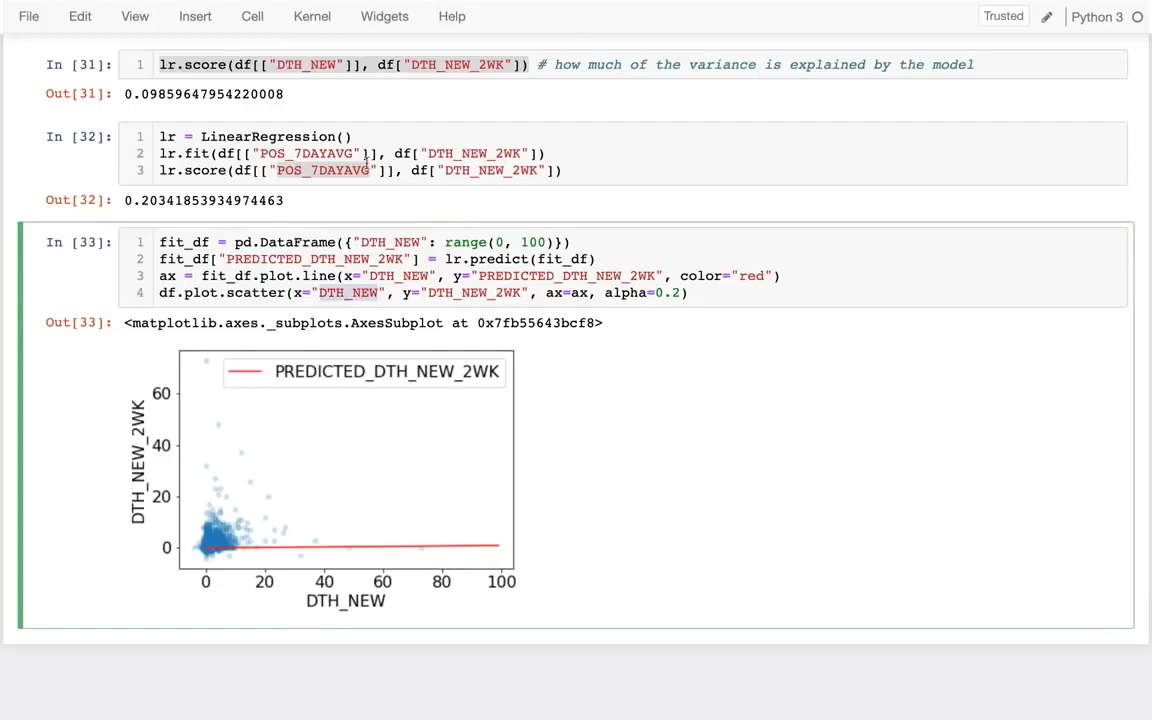 File Edit View Insert Cell Kernel Widgets Help Trusted Python 3
In [31]: 1 lr.score(df[["DTH_NEW"]], df["DTH_NEW_2WK"]) # how much of the variance is explained by the model
Out[31]: 0.09859647954220008
In [32]: 1 lr = LinearRegression()
2 lr.fit(df[["POS_7DAYAVG"]], df["DTH_NEW_2WK"])
3 lr.score(df[["POS_7DAYAVG"]], df["DTH_NEW_2WK"])
Out[32]: 0.20341853934974463
In [33]: 1 fit_df = pd.DataFrame({"DTH_NEW": range(0, 100)})
2 fit_df["PREDICTED_DTH_NEW_2WK"] = lr.predict(fit_df)
3 ax = fit_df.plot.line(x="DTH_NEW", y="PREDICTED_DTH_NEW_2WK", color="red")
4 df.plot.scatter(x="DTH_NEW", y="DTH_NEW_2WK", ax=ax, alpha=0.2)
Out[33]: <matplotlib.axes._subplots.AxesSubplot at 0x7fb55643bcf8>
PREDICTED_DTH_NEW_2WK
DTH_NEW_2WK
60
40
20
0
0 20 40 60 80 100
DTH_NEW